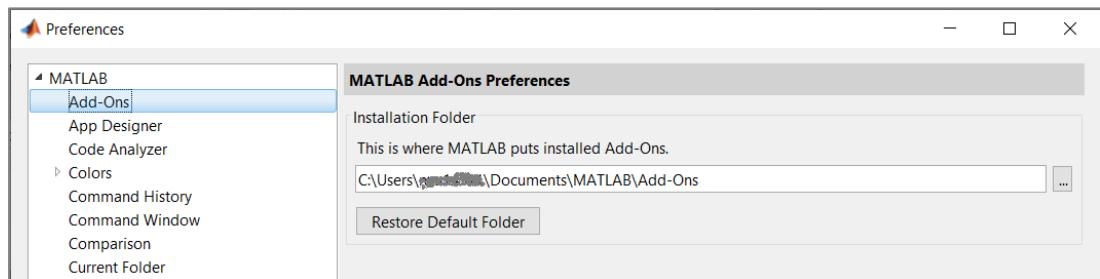 Preferences
MATLAB
Add-Ons
App Designer
Code Analyzer
Colors
Command History
Command Window
Comparison
Current Folder
MATLAB Add-Ons Preferences
Installation Folder
This is where MATLAB puts installed Add-Ons.
C:\Users\ \Documents\MATLAB\Add-Ons
...
Restore Default Folder